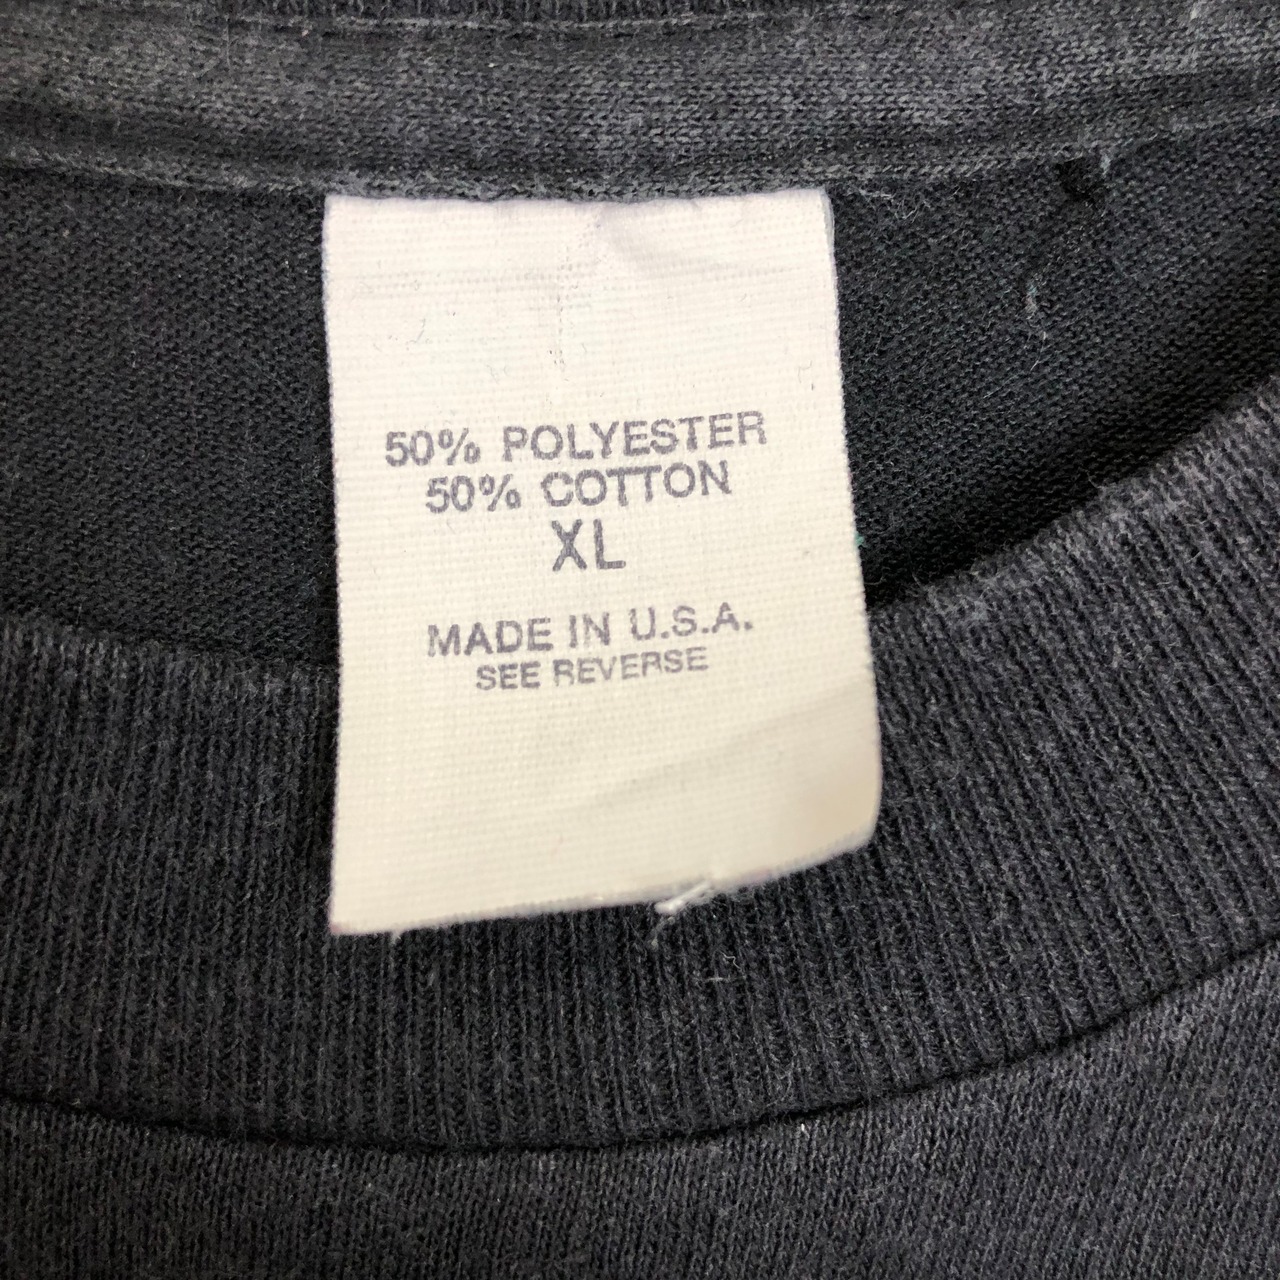 50% POLYESTER
50% COTTON
XL
MADE IN U.S.A.
SEE REVERSE